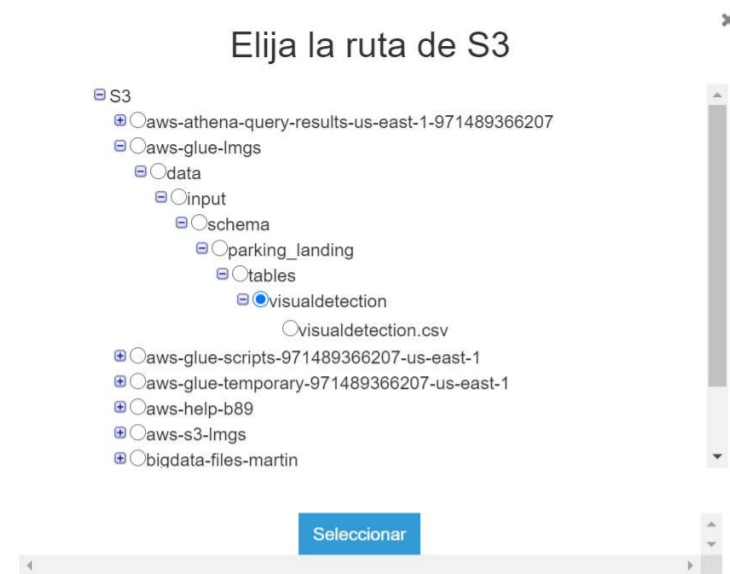 Elija la ruta de S3
S3
aws-athena-query-results-us-east-1-971489366207
aws-glue-lmgs
data
input
schema
parking_landing
tables
visualdetection
visualdetection.csv
aws-glue-scripts-971489366207-us-east-1
aws-glue-temporary-971489366207-us-east-1
aws-help-b89
aws-s3-lmgs
bigdata-files-martin
Seleccionar